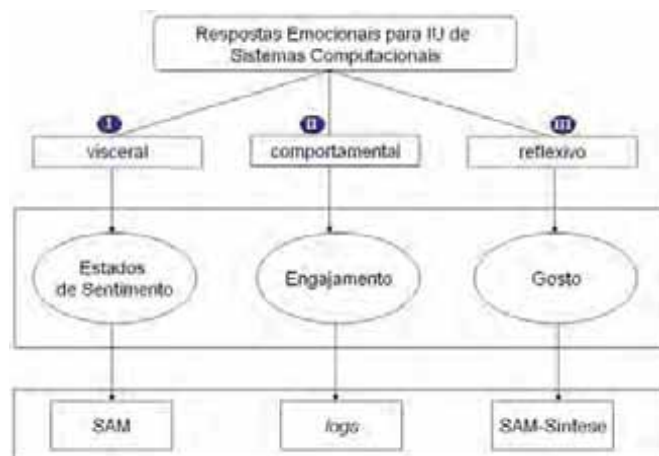 Respostas Emocionais para IU de
Sistemas Computacionais
I
II
III
visceral
comportamental
reflexivo
Estados
de Sentimento
Engajamento
Gosto
SAM
logs
SAM-Síntese